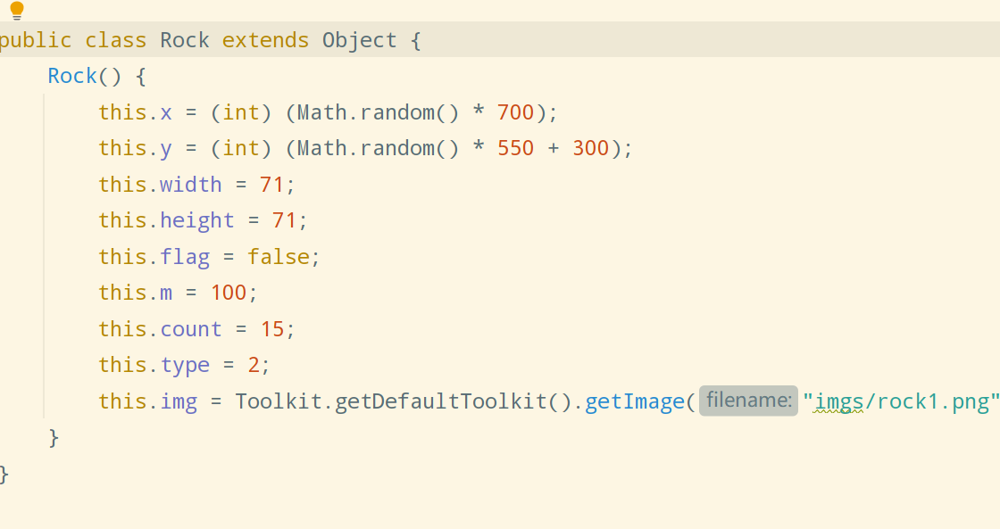 public class Rock extends Object {
    Rock() {
        this.x = (int) (Math.random() * 700);
        this.y = (int) (Math.random() * 550 + 300);
        this.width = 71;
        this.height = 71;
        this.flag = false;
        this.m = 100;
        this.count = 15;
        this.type = 2;
        this.img = Toolkit.getDefaultToolkit().getImage( filename: "imgs/rock1.png"
    }
}